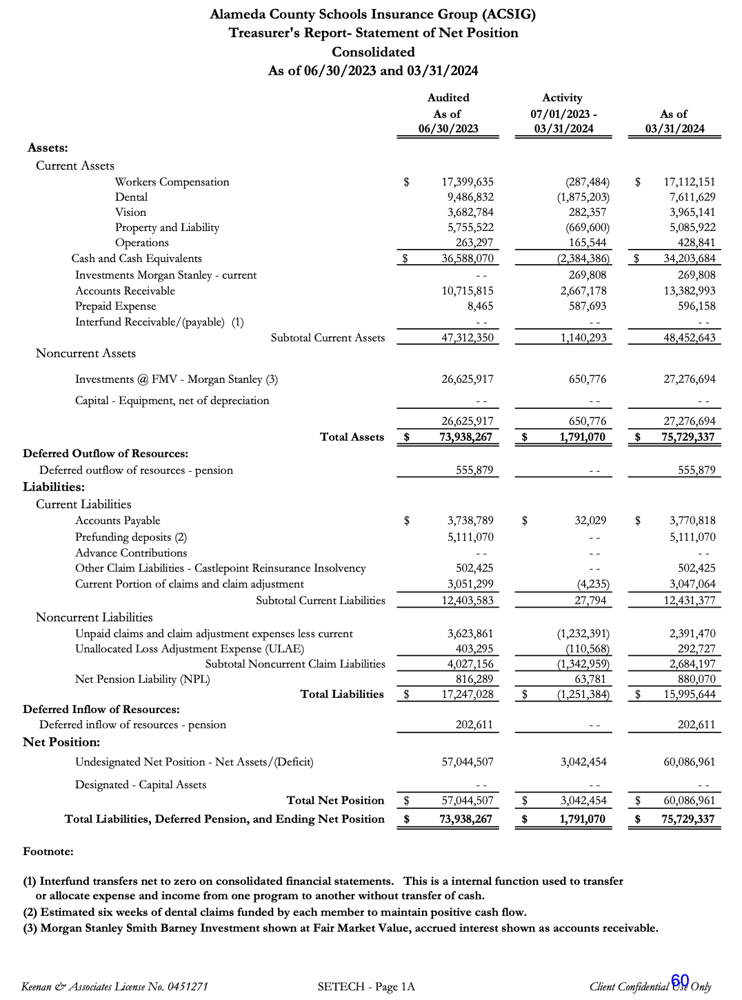 Alameda County Schools Insurance Group (ACSIG)
Treasurer's Report- Statement of Net Position
Consolidated
As of 06/30/2023 and 03/31/2024
Audited Activity
As of 07/01/2023 - As of
06/30/2023 03/31/2024 03/31/2024
Assets:
Current Assets
Workers Compensation $ 17,399,635 (287,484) $ 17,112,151
Dental 9,486,832 (1,875,203) 7,611,629
Vision 3,682,784 282,357 3,965,141
Property and Liability 5,755,522 (669,600) 5,085,922
Operations 263,297 165,544 428,841
Cash and Cash Equivalents $ 36,588,070 (2,384,386) $ 34,203,684
Investments Morgan Stanley - current - - 269,808 269,808
Accounts Receivable 10,715,815 2,667,178 13,382,993
Prepaid Expense 8,465 587,693 596,158
Interfund Receivable/(payable) (1) - - - - - -
Subtotal Current Assets 47,312,350 1,140,293 48,452,643
Noncurrent Assets
Investments @ FMV - Morgan Stanley (3) 26,625,917 650,776 27,276,694
Capital - Equipment, net of depreciation - - - - - -
26,625,917 650,776 27,276,694
Total Assets $ 73,938,267 $ 1,791,070 $ 75,729,337
Deferred Outflow of Resources:
Deferred outflow of resources - pension 555,879 - - 555,879
Liabilities:
Current Liabilities
Accounts Payable $ 3,738,789 $ 32,029 $ 3,770,818
Prefunding deposits (2) 5,111,070 - - 5,111,070
Advance Contributions - - - - - -
Other Claim Liabilities - Castlepoint Reinsurance Insolvency 502,425 - - 502,425
Current Portion of claims and claim adjustment 3,051,299 (4,235) 3,047,064
Subtotal Current Liabilities 12,403,583 27,794 12,431,377
Noncurrent Liabilities
Unpaid claims and claim adjustment expenses less current 3,623,861 (1,232,391) 2,391,470
Unallocated Loss Adjustment Expense (ULAE) 403,295 (110,568) 292,727
Subtotal Noncurrent Claim Liabilities 4,027,156 (1,342,959) 2,684,197
Net Pension Liability (NPL) 816,289 63,781 880,070
Total Liabilities $ 17,247,028 $ (1,251,384) $ 15,995,644
Deferred Inflow of Resources:
Deferred inflow of resources - pension 202,611 - - 202,611
Net Position:
Undesignated Net Position - Net Assets/(Deficit) 57,044,507 3,042,454 60,086,961
Designated - Capital Assets - - - - - -
Total Net Position $ 57,044,507 $ 3,042,454 $ 60,086,961
Total Liabilities, Deferred Pension, and Ending Net Position $ 73,938,267 $ 1,791,070 $ 75,729,337
Footnote:
(1) Interfund transfers net to zero on consolidated financial statements. This is a internal function used to transfer
or allocate expense and income from one program to another without transfer of cash.
(2) Estimated six weeks of dental claims funded by each member to maintain positive cash flow.
(3) Morgan Stanley Smith Barney Investment shown at Fair Market Value, accrued interest shown as accounts receivable.
Keenan & Associates License No. 0451271 SETECH - Page 1A Client Confidential Use Only
60